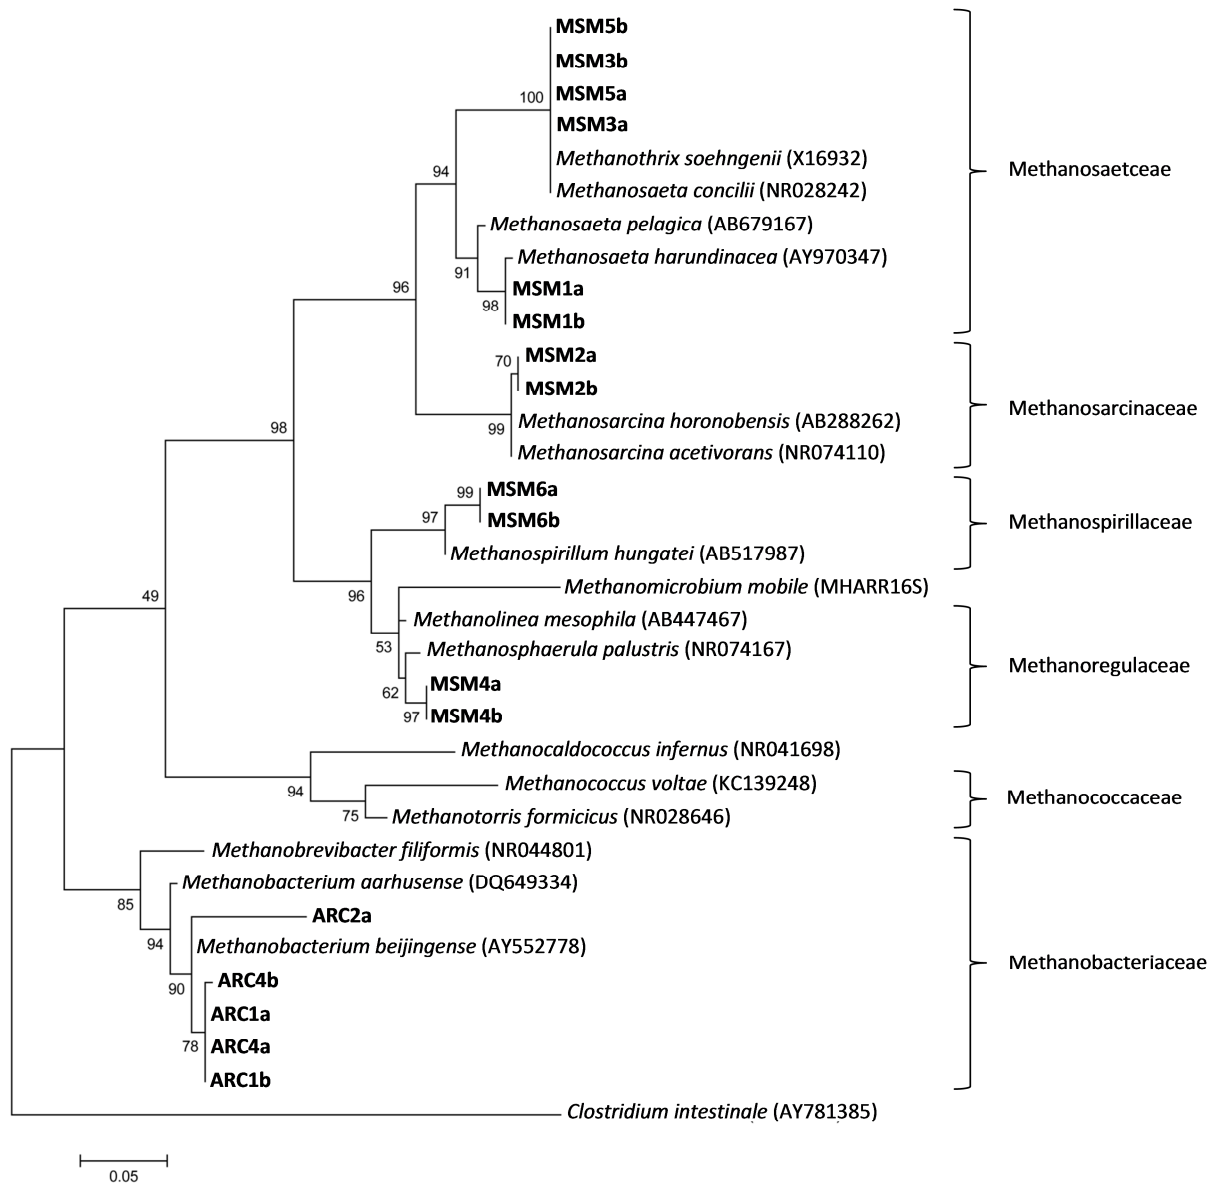 MSM5b
MSM3b
100
MSM5a
MSM3a
Methanothrix soehngenii (X16932)
94
Methanosaetceae
Methanosaeta concilii (NR028242)
Methanosaeta pelagica (AB679167)
Methanosaeta harundinacea (AY970347)
91
96
MSM1a
98
MSM1b
MSM2a
70
MSM2b
Methanosarcinaceae
Methanosarcina horonobensis (AB288262)
98
99
Methanosarcina acetivorans (NR074110)
99
MSM6a
97
MSM6b
Methanospirillaceae
Methanospirillum hungatei (AB517987)
Methanomicrobium mobile (MHARR16S)
49
96
Methanolinea mesophila (AB447467)
53
Methanosphaerula palustris (NR074167)
Methanoregulaceae
MSM4a
62
97
MSM4b
Methanocaldococcus infernus (NR041698)
Methanococcus voltae (KC139248)
94
Methanococcaceae
75
Methanotorris formicicus (NR028646)
Methanobrevibacter filiformis (NR044801)
Methanobacterium aarhusense (DQ649334)
85
ARC2a
94
Methanobacterium beijingense (AY552778)
Methanobacteriaceae
ARC4b
90
ARC1a
78
ARC4a
ARC1b
Clostridium intestinale (AY781385)
0.05